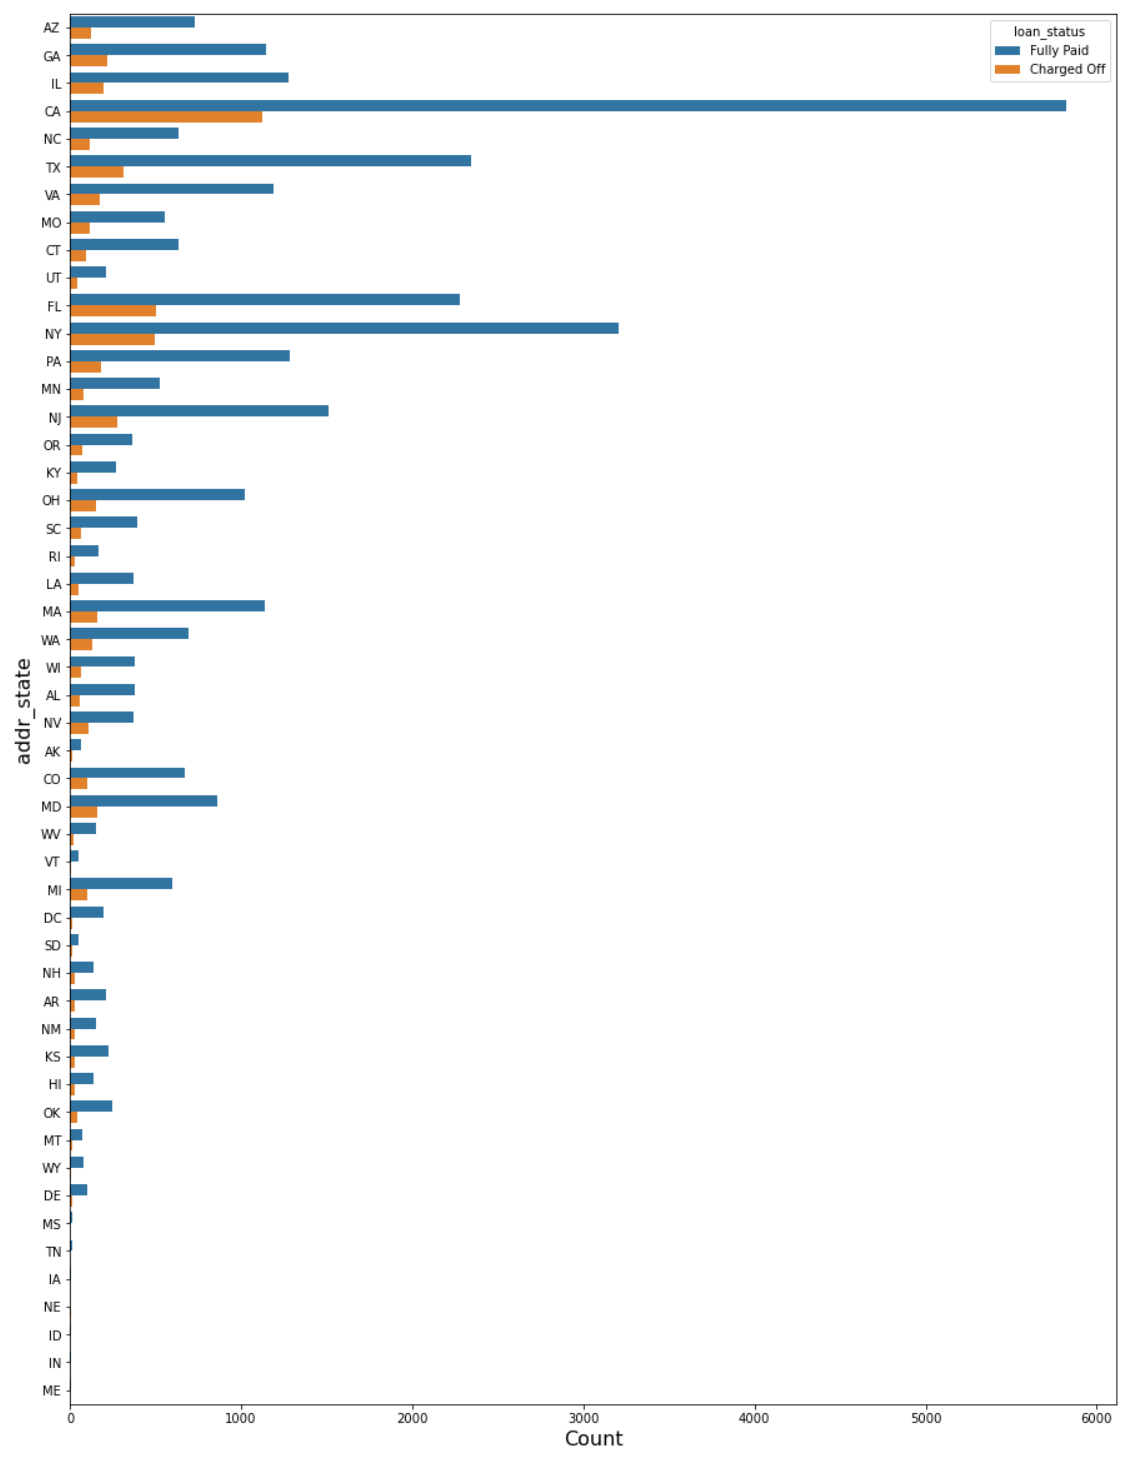 loan_status
Fully Paid
Charged Off
AZ
GA
IL
CA
NC
TX
VA
MO
CT
UT
FL
NY
PA
MN
NJ
OR
KY
OH
SC
RI
LA
MA
WA
WI
AL
NV
AK
CO
MD
WV
VT
MI
DC
SD
NH
AR
NM
KS
HI
OK
MT
WY
DE
MS
TN
IA
NE
ID
IN
ME
addr_state
0 1000 2000 3000 4000 5000 6000
Count